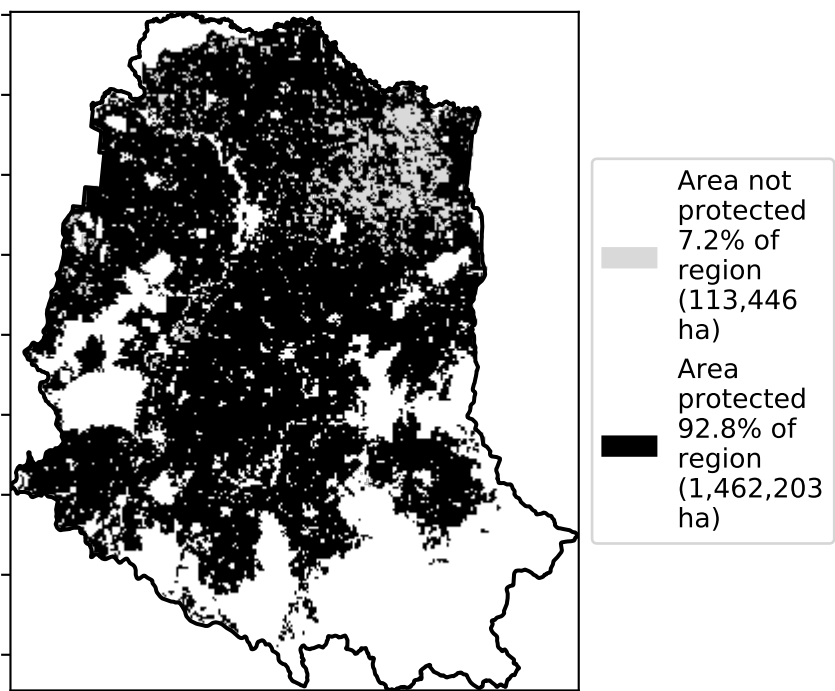 Area not
protected
7.2% of
region
(113,446
ha)
Area
protected
92.8% of
region
(1,462,203
ha)